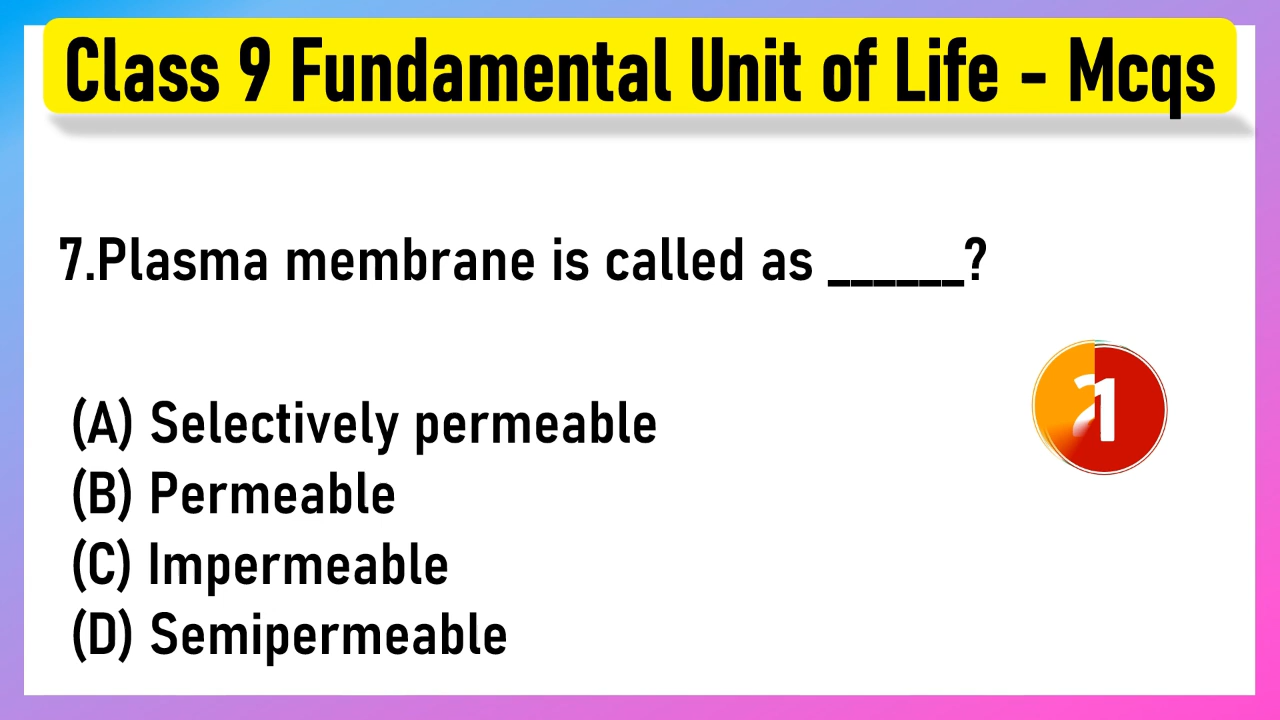 Class 9 Fundamental Unit of Life - Mcqs
7.Plasma membrane is called as ______?
1
(A) Selectively permeable
(B) Permeable
(C) Impermeable
(D) Semipermeable